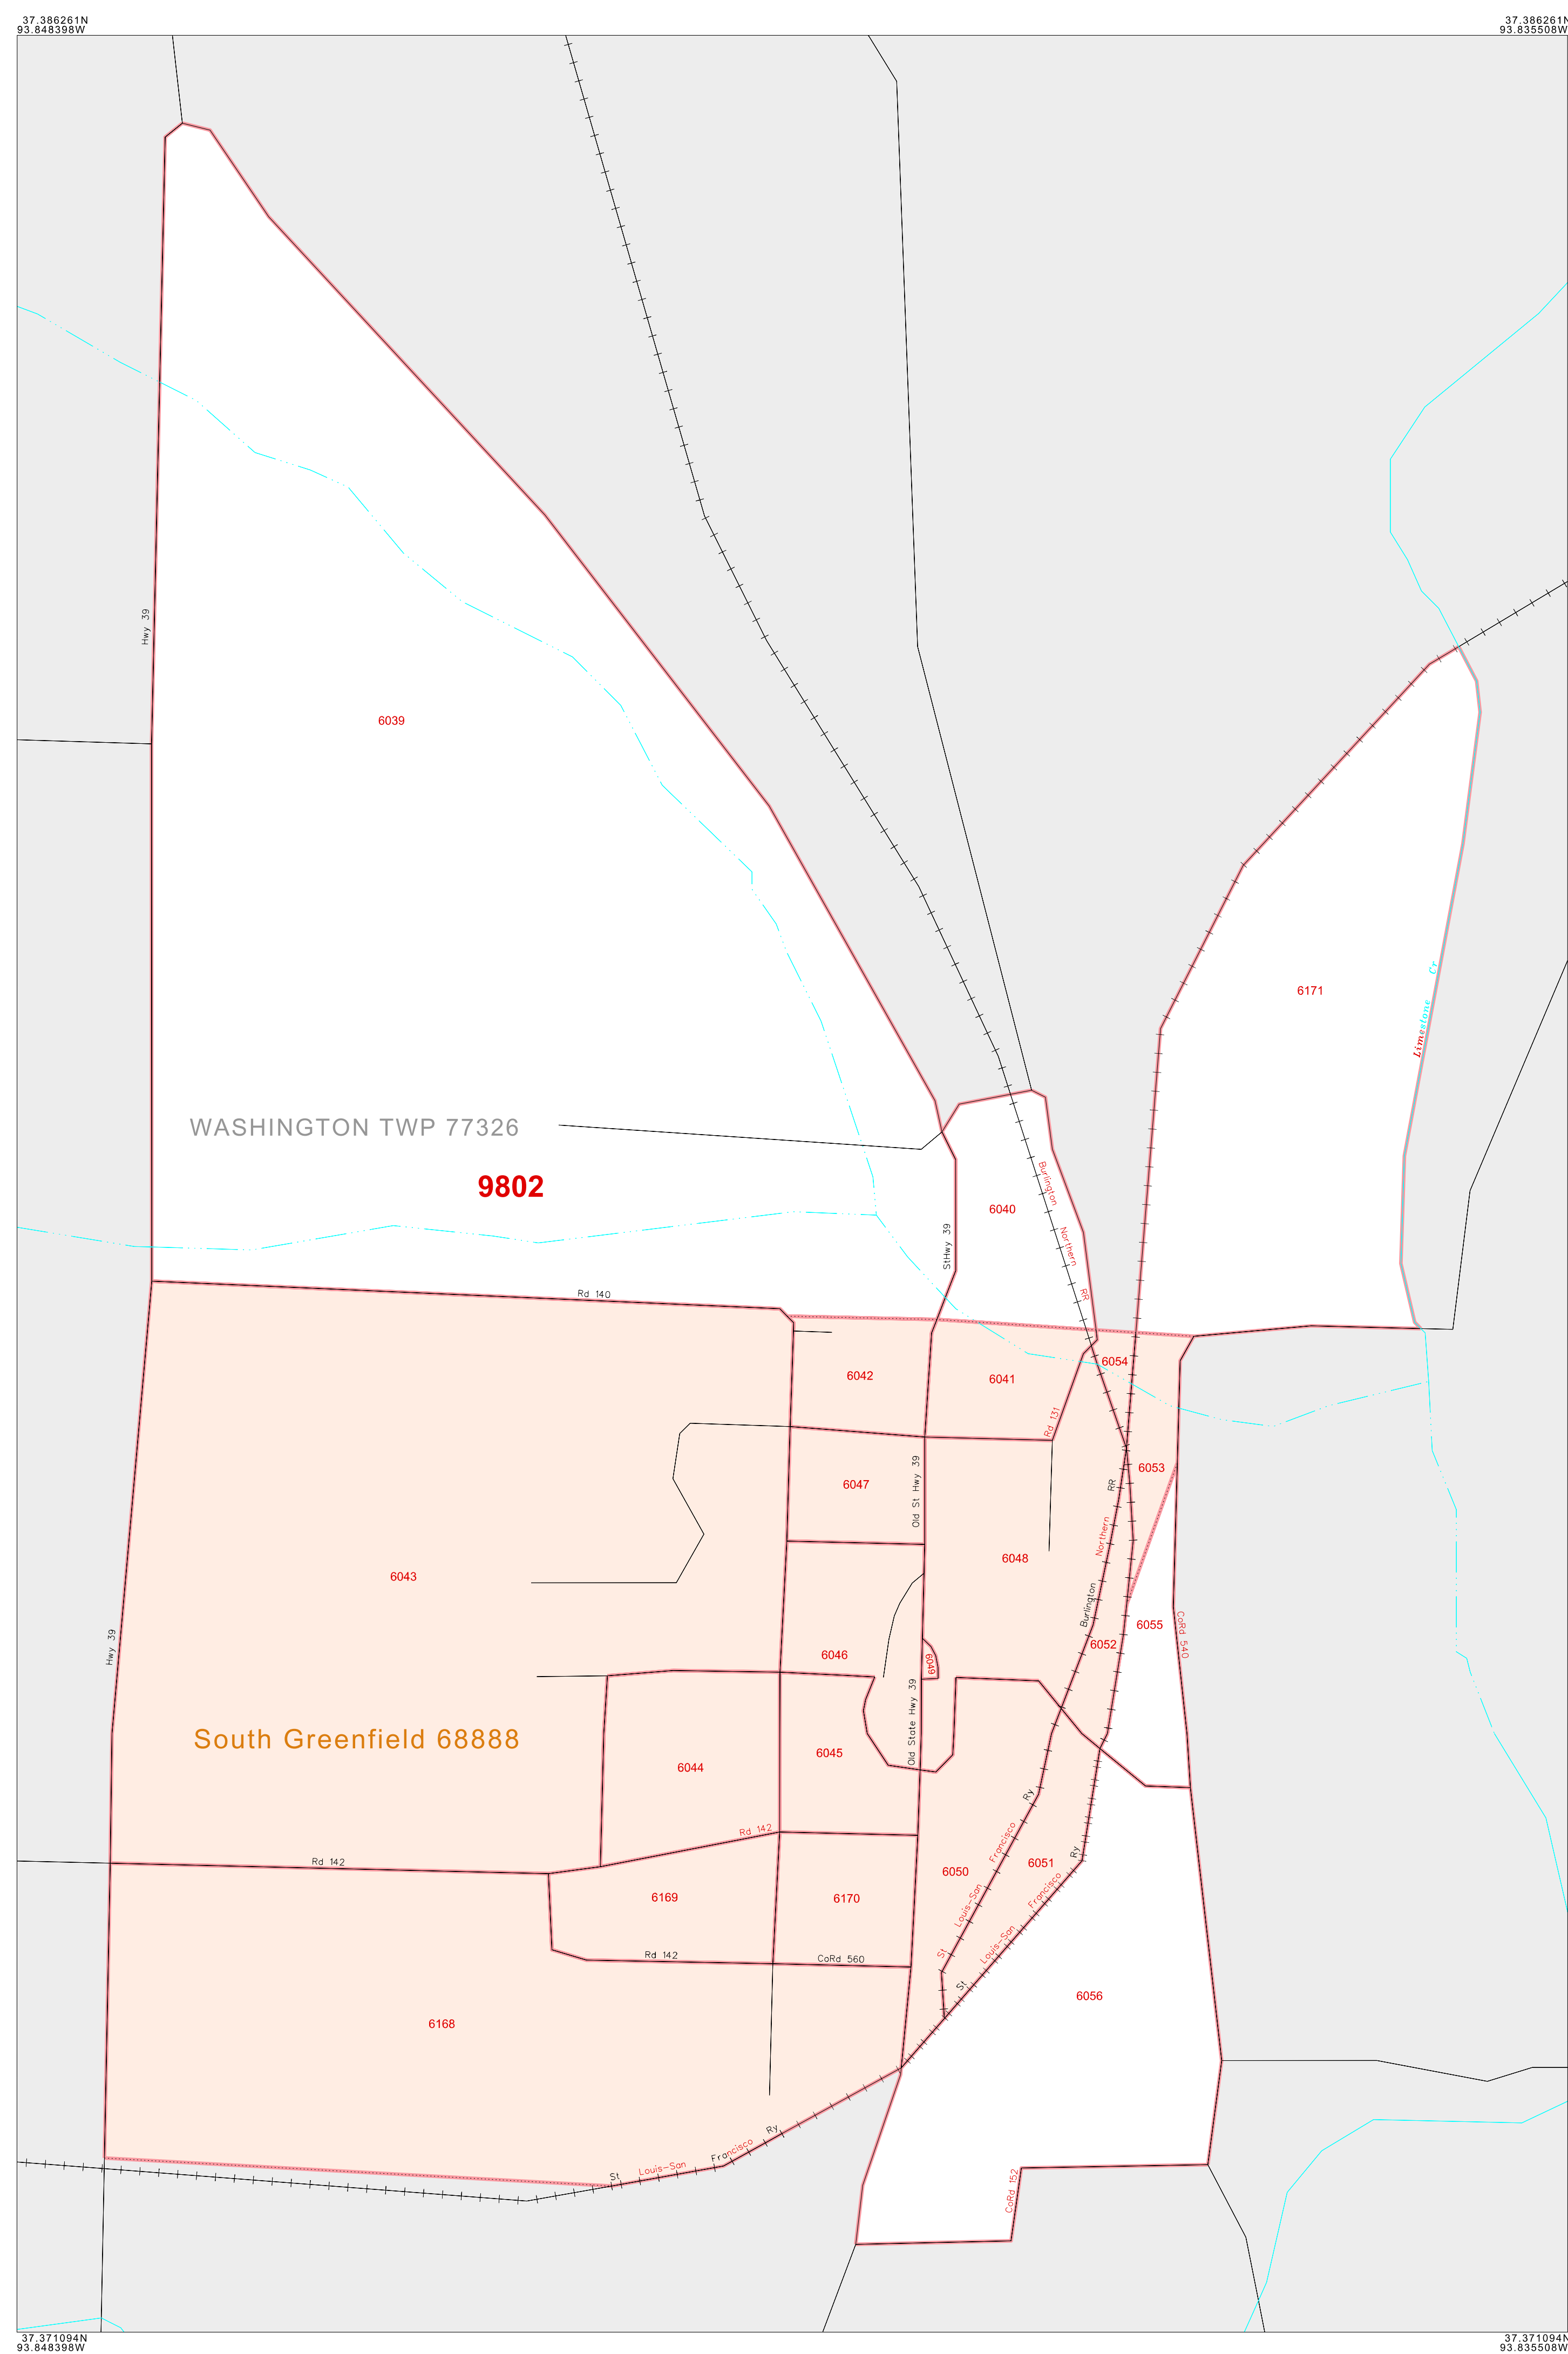 37.386261N
93.848398W
37.386261N
93.835508W
Hwy 39
6039
6171
Limestone Cr
WASHINGTON TWP 77326
9802
Burlington Northern RR
6040
StHwy 39
Rd 140
6054
6042
6041
Rd 131
6053
6047
Old St Hwy 39
RR
Northern
Burlington
6048
6043
6055
CoRd 540
6052
Hwy 39
6046
6049
Old State Hwy 39
South Greenfield 68888
6045
6044
Rd 142
Rd 142
St Louis-San Francisco Ry
6050
6051
St Louis-San Francisco Ry
6169
6170
Rd 142
CoRd 560
6056
6168
St Louis-San Francisco Ry
CoRd 152
37.371094N
93.848398W
37.371094N
93.835508W